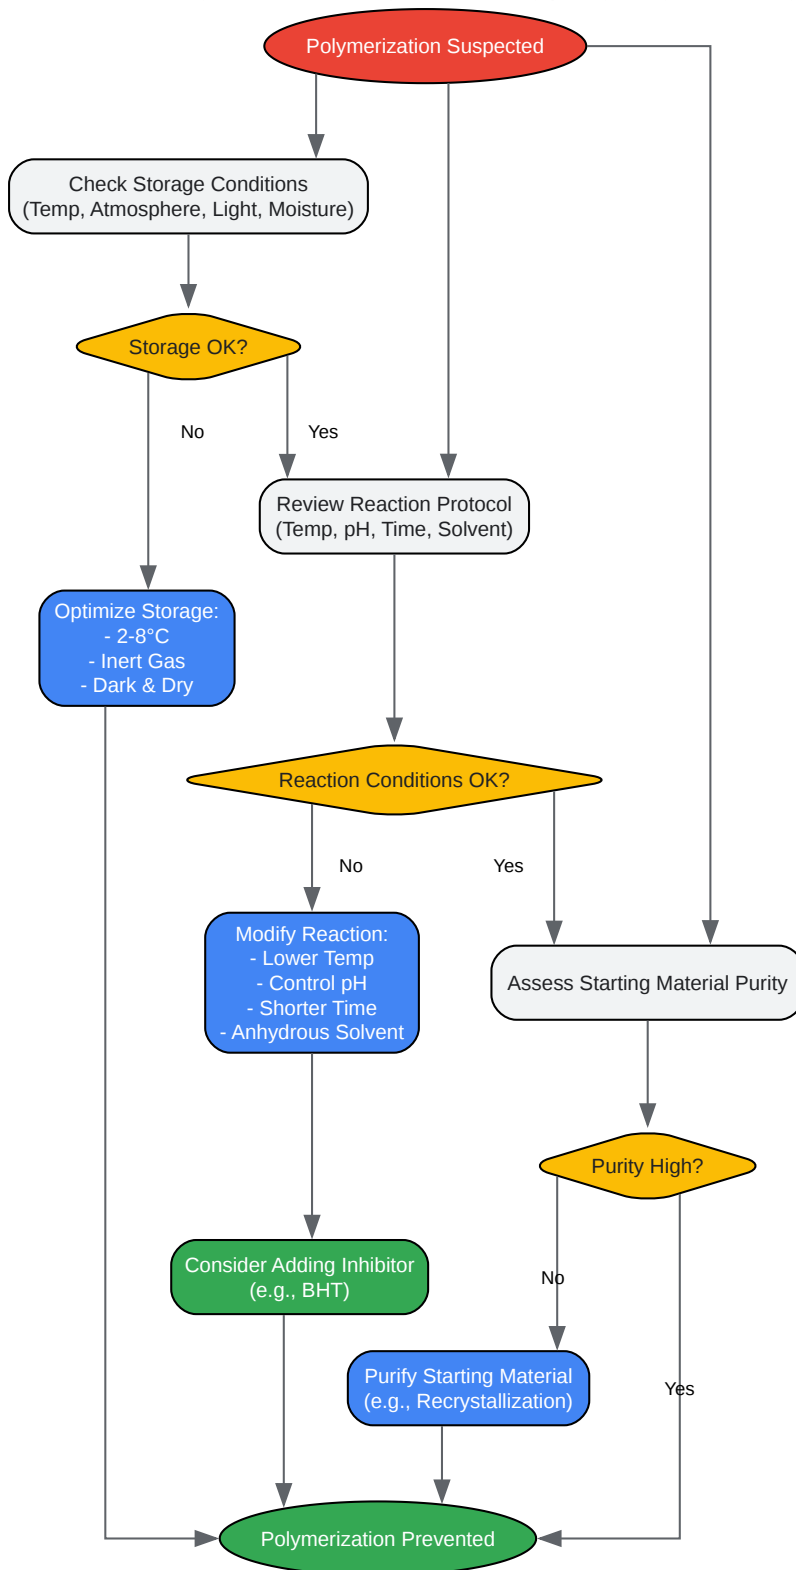 Polymerization Suspected
Check Storage Conditions
(Temp, Atmosphere, Light, Moisture)
Storage OK?
No
Yes
Review Reaction Protocol
(Temp, pH, Time, Solvent)
Optimize Storage:
- 2-8°C
- Inert Gas
- Dark & Dry
Reaction Conditions OK?
No
Yes
Modify Reaction:
- Lower Temp
- Control pH
- Shorter Time
- Anhydrous Solvent
Assess Starting Material Purity
Purity High?
Consider Adding Inhibitor
(e.g., BHT)
No
Purify Starting Material
(e.g., Recrystallization)
Yes
Polymerization Prevented